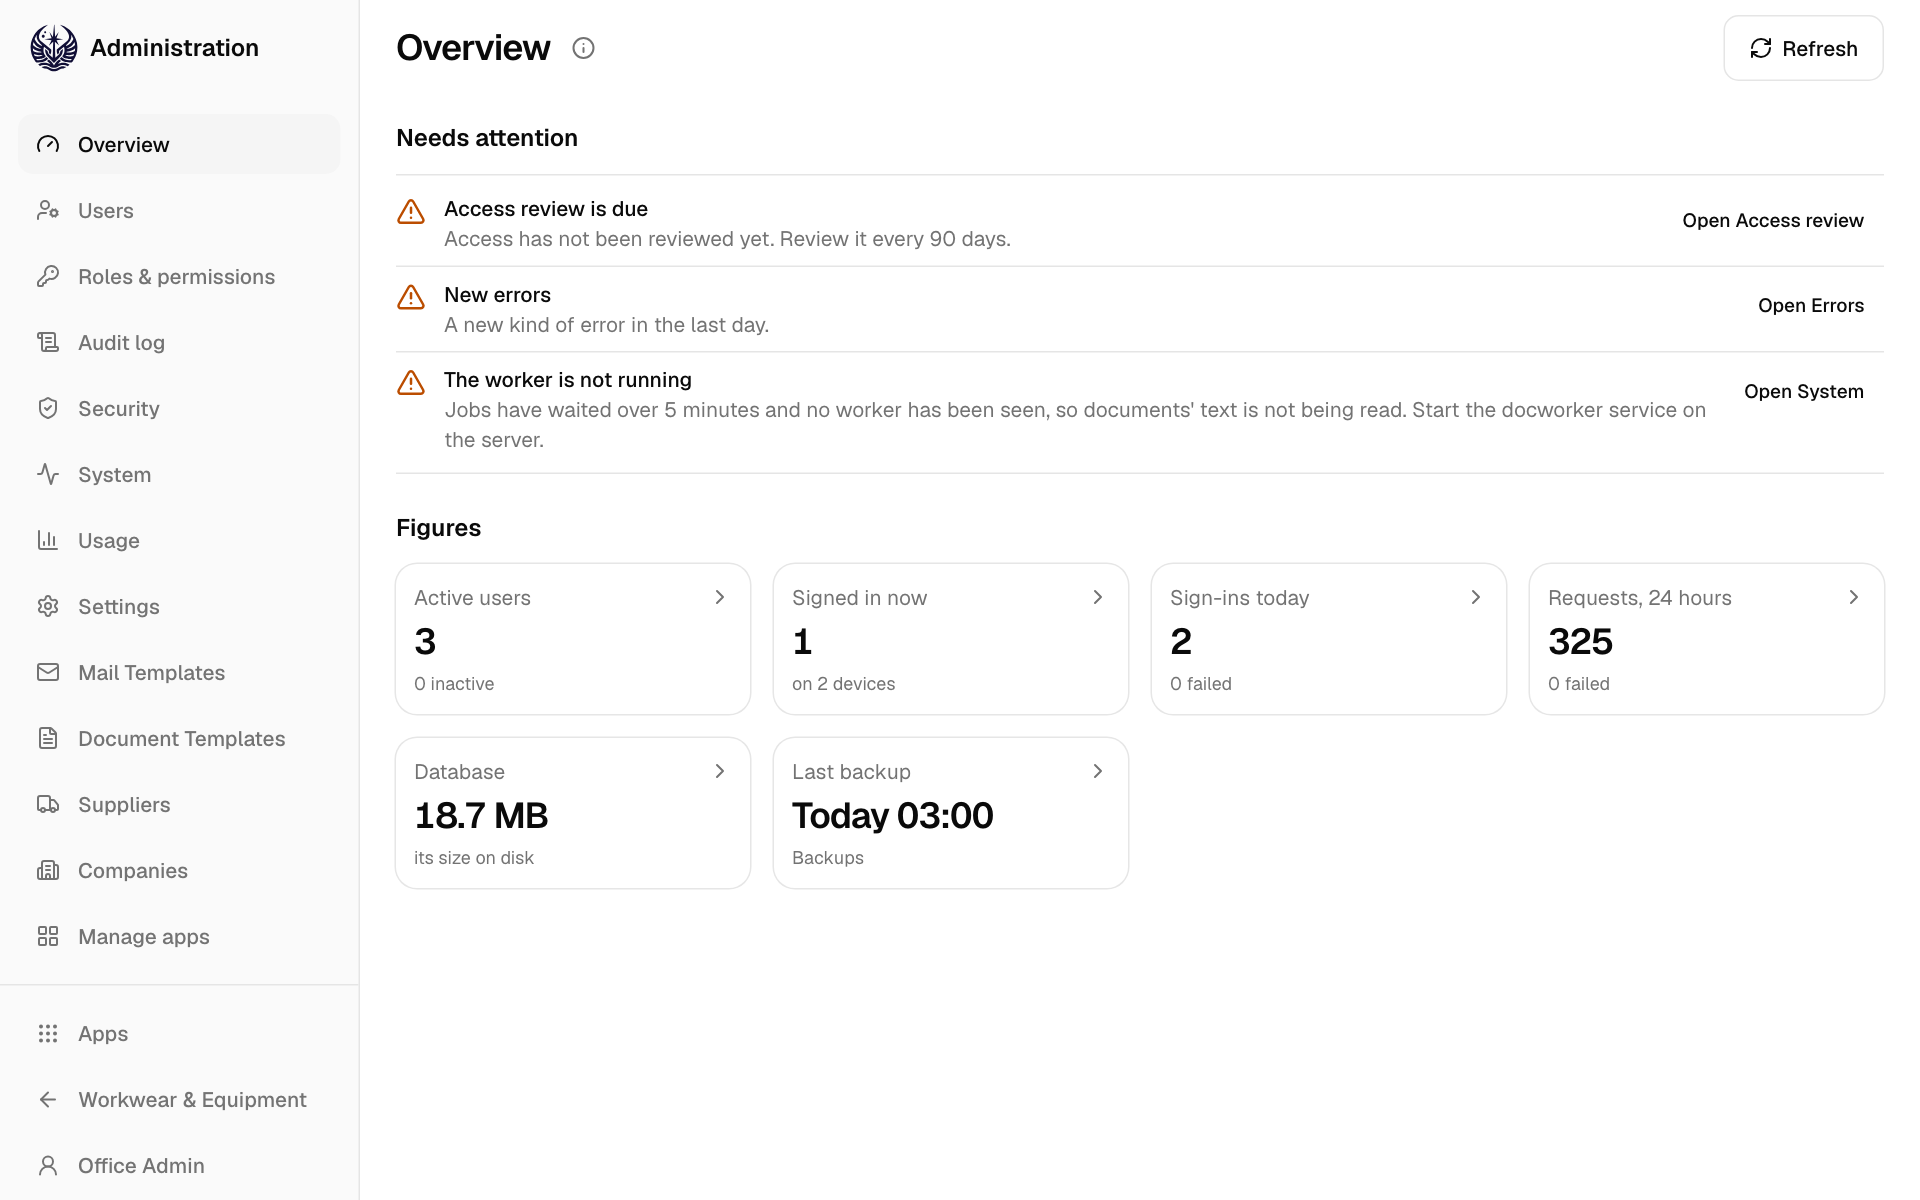 Administration
Overview
Users
Roles & permissions
Audit log
Security
System
Usage
Settings
Mail Templates
Document Templates
Suppliers
Companies
Manage apps
Apps
Workwear & Equipment
Office Admin
Overview
Refresh
Needs attention
Access review is due
Access has not been reviewed yet. Review it every 90 days.
Open Access review
New errors
A new kind of error in the last day.
Open Errors
The worker is not running
Jobs have waited over 5 minutes and no worker has been seen, so documents' text is not being read. Start the docworker service on
the server.
Open System
Figures
Active users
3
0 inactive
Signed in now
1
on 2 devices
Sign-ins today
2
0 failed
Requests, 24 hours
325
0 failed
Database
18.7 MB
its size on disk
Last backup
Today 03:00
Backups